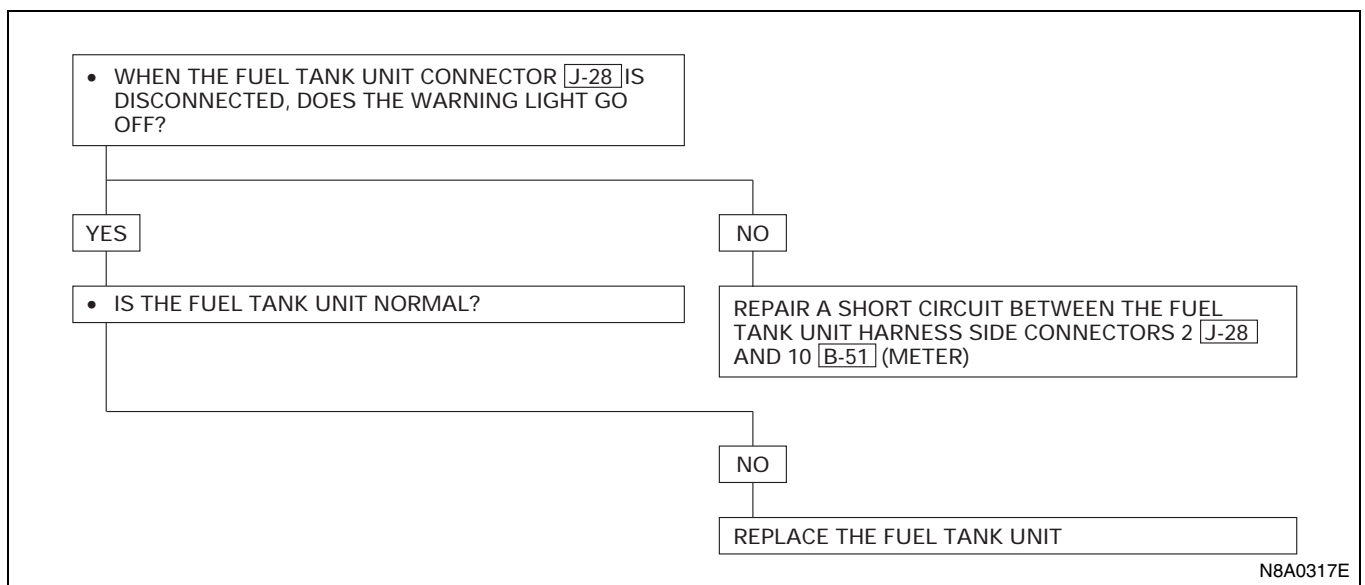 • WHEN THE FUEL TANK UNIT CONNECTOR J-28 IS
DISCONNECTED, DOES THE WARNING LIGHT GO
OFF?
YES
NO
• IS THE FUEL TANK UNIT NORMAL?
REPAIR A SHORT CIRCUIT BETWEEN THE FUEL
TANK UNIT HARNESS SIDE CONNECTORS 2 J-28
AND 10 B-51 (METER)
NO
REPLACE THE FUEL TANK UNIT
N8A0317E